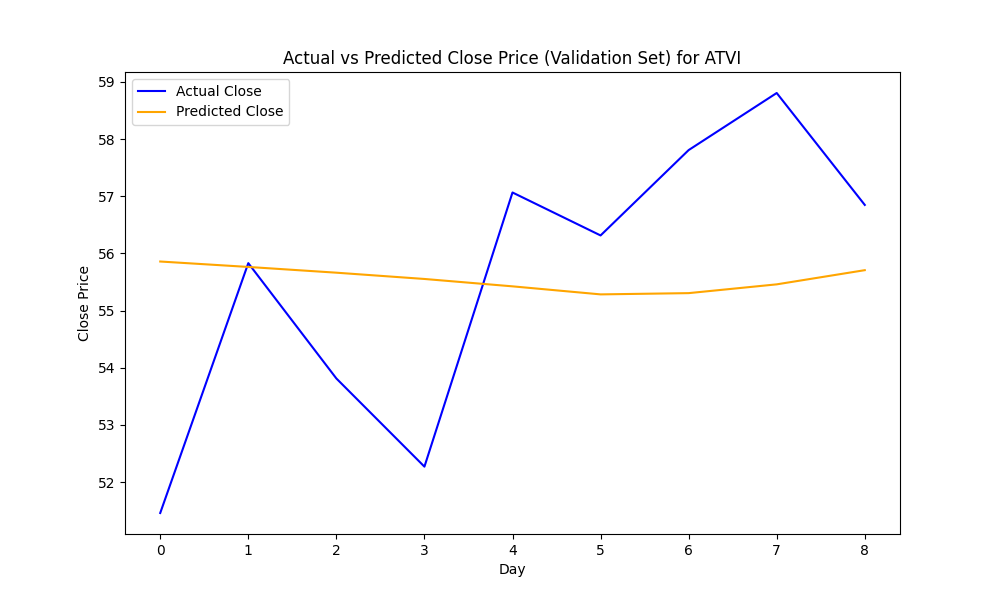 Actual vs Predicted Close Price (Validation Set) for ATVI
Actual Close
Predicted Close
59
58
57
56
55
54
53
52
Close Price
0 1 2 3 4 5 6 7 8
Day